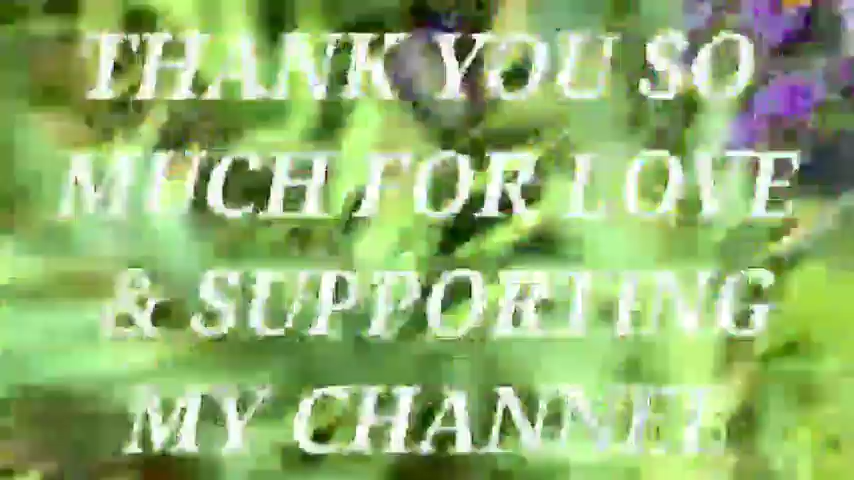 THANK YOU SO
MUCH FOR LOVE
& SUPPORTING
MY CHANNEL